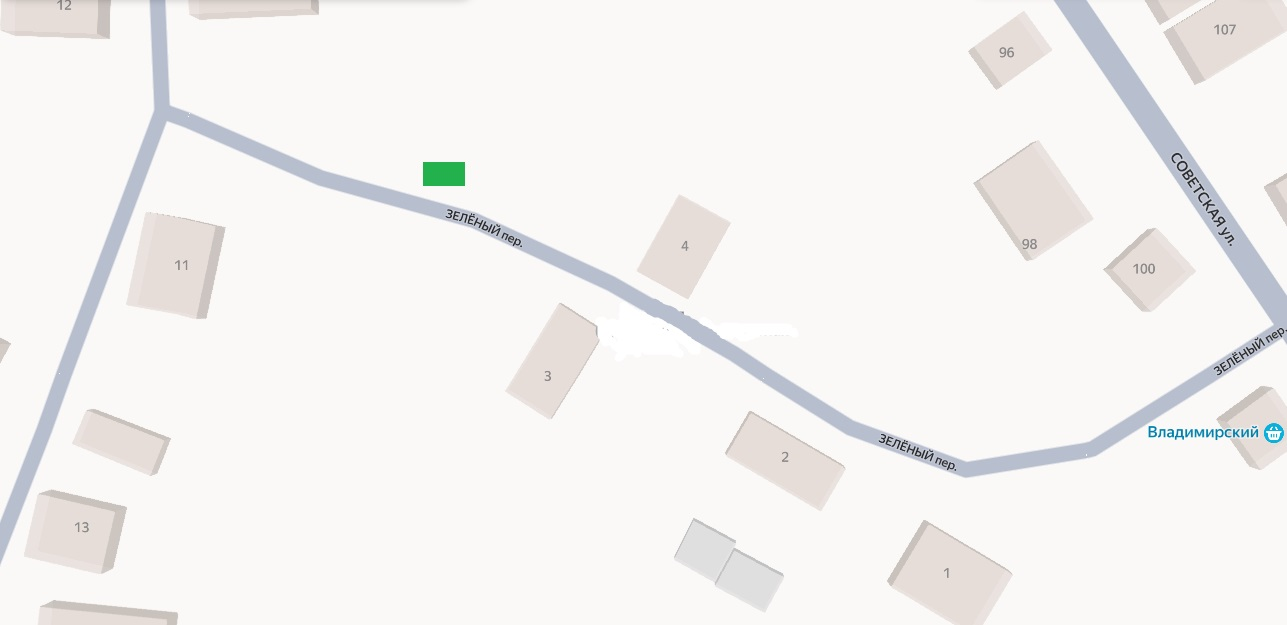 12
107
96
СОВЕТСКАЯ ул.
ЗЕЛЁНЫЙ пер.
4
98
11
100
3
ЗЕЛЁНЫЙ пер.
Владимирский
ЗЕЛЁНЫЙ пер.
2
13
1